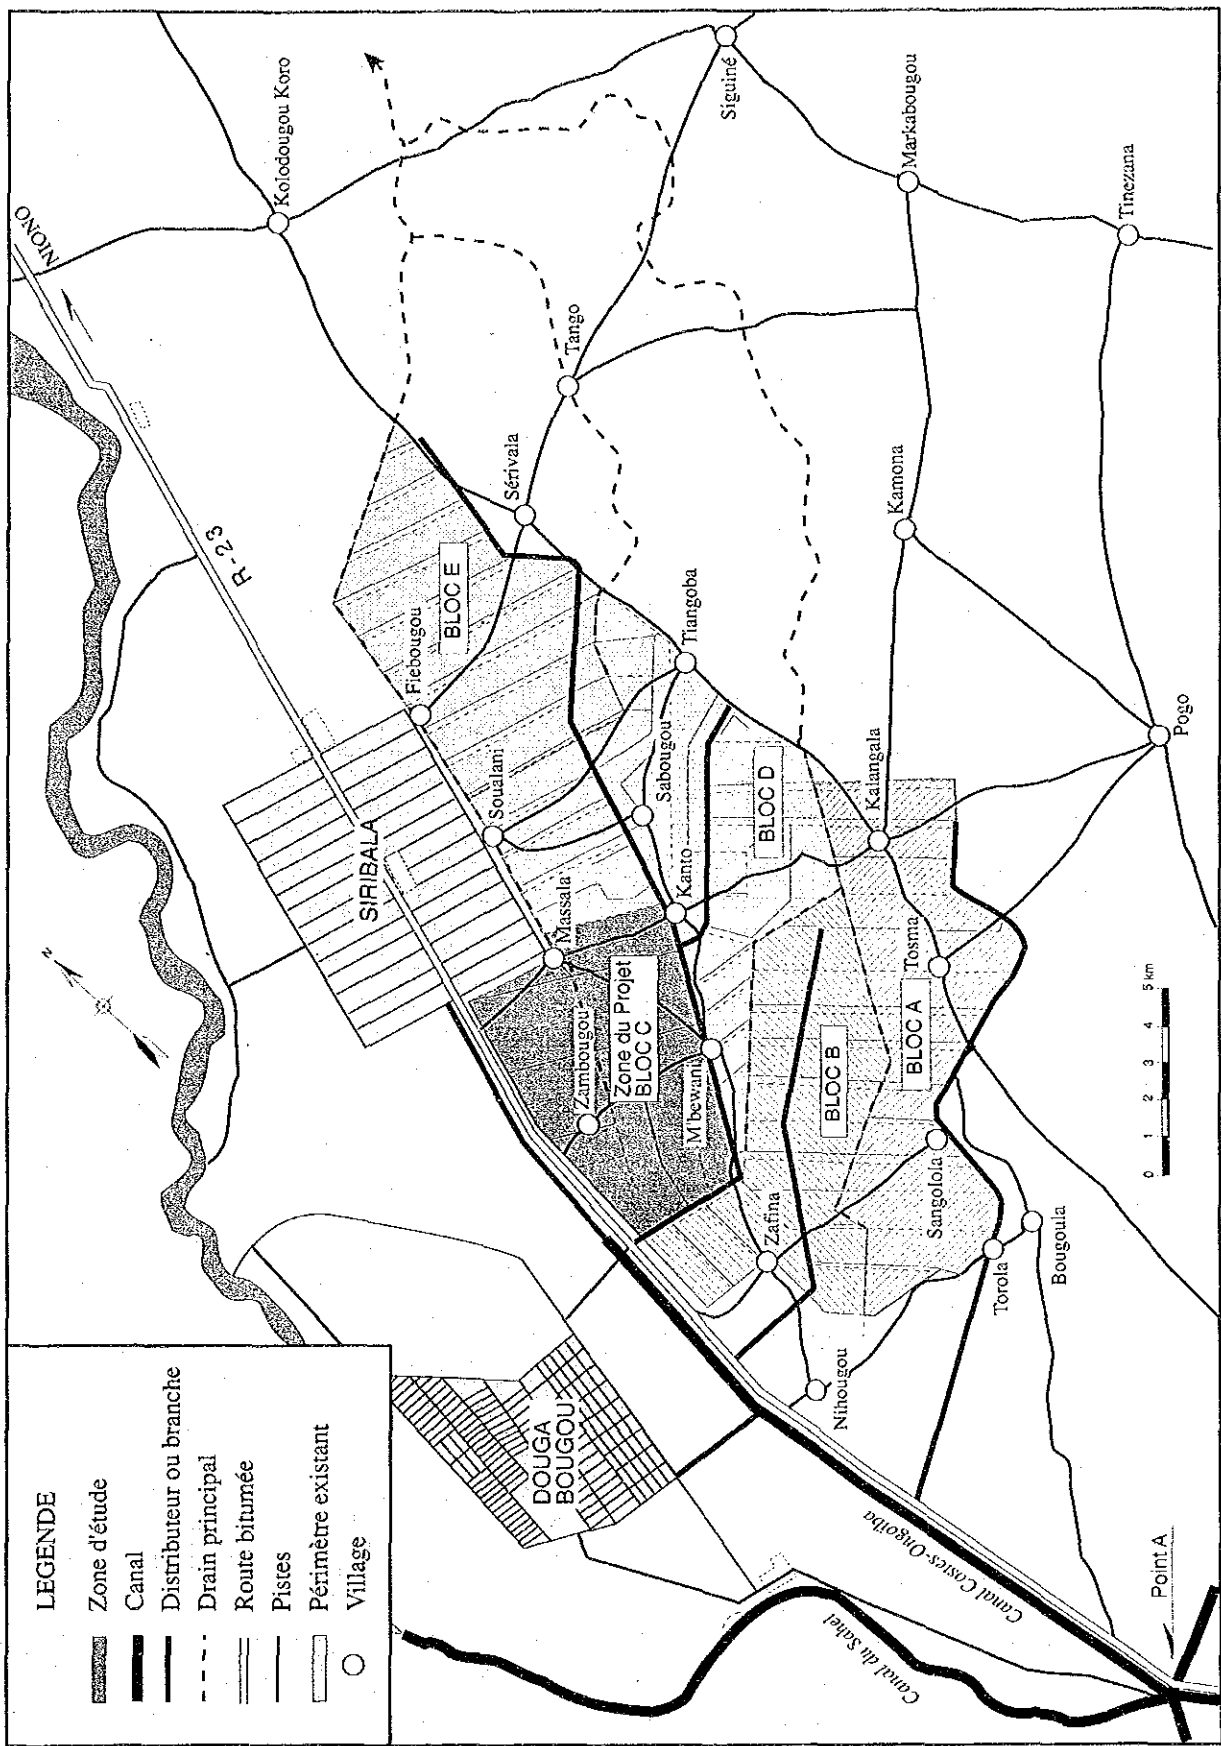 LEGENDE
Zone d'étude
Canal
Distributeur ou branche
Drain principal
Route bitumée
Pistes
Périmètre existant
Village
NIONO
R-23
Kolodougou Koro
Siguiné
Markabougou
Tinezana
Tango
Sérivala
Kamona
Pogo
Fiebougou
BLOC E
Tiangoba
Soualan
Sabougou
SIRIBALA
Massala
Kanto
BLOC D
Kalangala
Zambougou
Zone du Projet
BLOC C
M'bewani
Tosma
BLOC A
BLOC B
Zafina
Sangolola
Torola
Bougoula
Nihougou
DOUGA
BOUGOU
Canal Costes-Ongoïba
Canal du Sahel
Point A
N
0 1 2 3 4 5 km